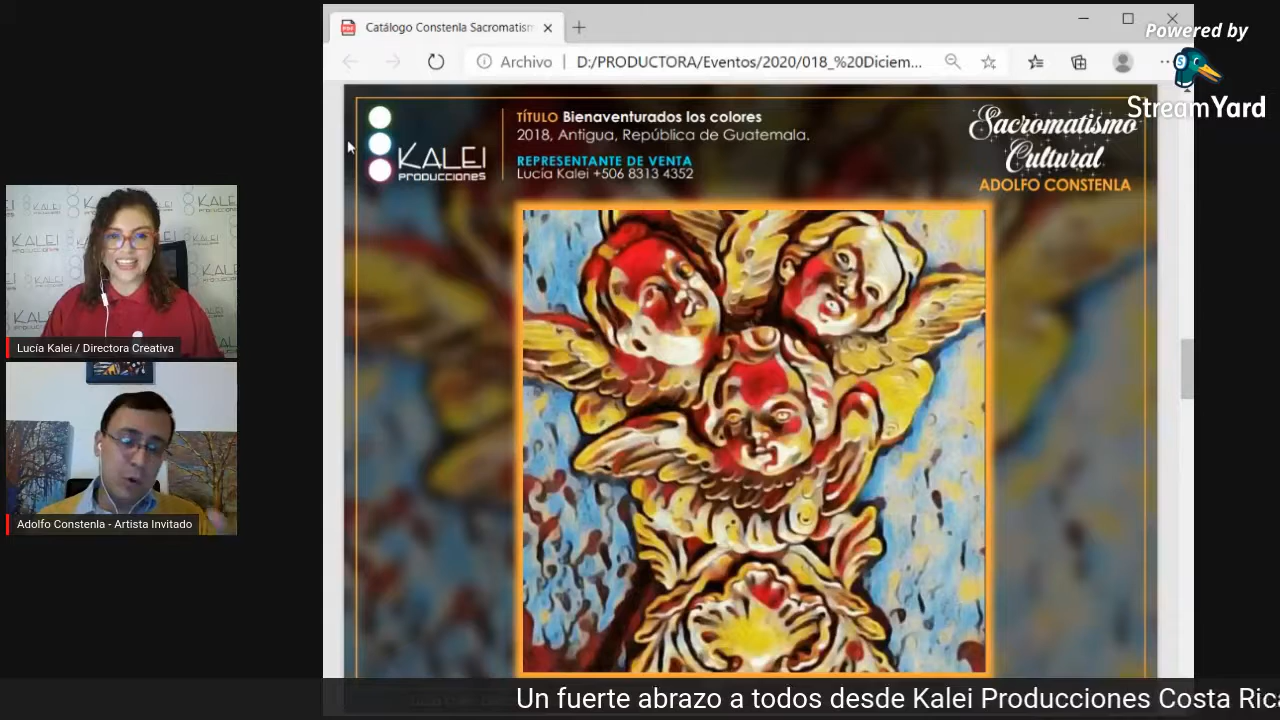 Catálogo Constenla Sacromatism
Archivo
D:/PRODUCTORA/Eventos/2020/018_%20Diciem...
Powered by
StreamYard
KALEI
PRODUCCIONES
TÍTULO Bienaventurados los colores
2018, Antigua, República de Guatemala.
REPRESENTANTE DE VENTA
Lucía Kalei +506 8313 4352
Sacromatismo
Cultural
ADOLFO CONSTENLA
Lucía Kalei / Directora Creativa
Adolfo Constenla - Artista Invitado
Un fuerte abrazo a todos desde Kalei Producciones Costa Rica